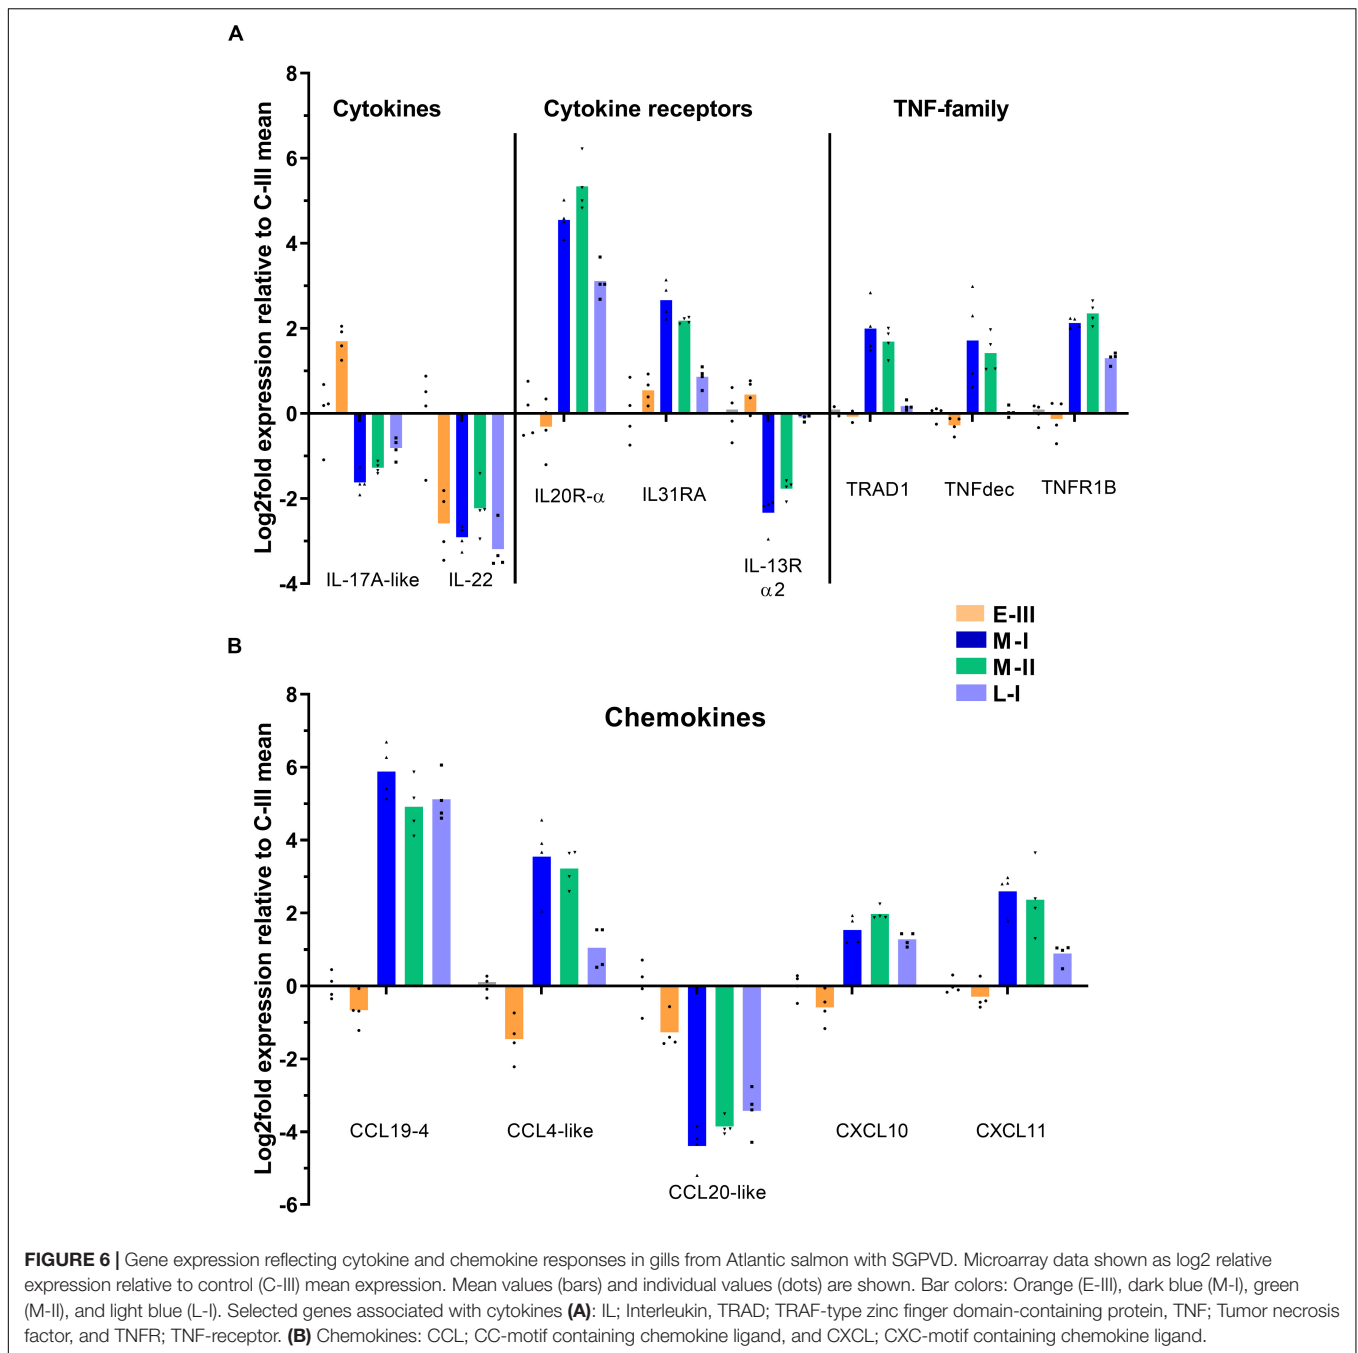 A
8
6
4
2
0
-2
-4
Log2fold expression relative to C-III mean
Cytokines
Cytokine receptors
TNF-family
IL-17A-like
IL-22
IL20R-α
IL31RA
IL-13R
α2
TRAD1
TNFdec
TNFR1B
E-III
M-I
M-II
L-I
B
8
6
4
2
0
-2
-4
-6
Log2fold expression relative to C-III mean
Chemokines
CCL19-4
CCL4-like
CCL20-like
CXCL10
CXCL11
FIGURE 6 | Gene expression reflecting cytokine and chemokine responses in gills from Atlantic salmon with SGPVD. Microarray data shown as log2 relative
expression relative to control (C-III) mean expression. Mean values (bars) and individual values (dots) are shown. Bar colors: Orange (E-III), dark blue (M-I), green
(M-II), and light blue (L-I). Selected genes associated with cytokines (A): IL; Interleukin, TRAD; TRAF-type zinc finger domain-containing protein, TNF; Tumor necrosis
factor, and TNFR; TNF-receptor. (B) Chemokines: CCL; CC-motif containing chemokine ligand, and CXCL; CXC-motif containing chemokine ligand.